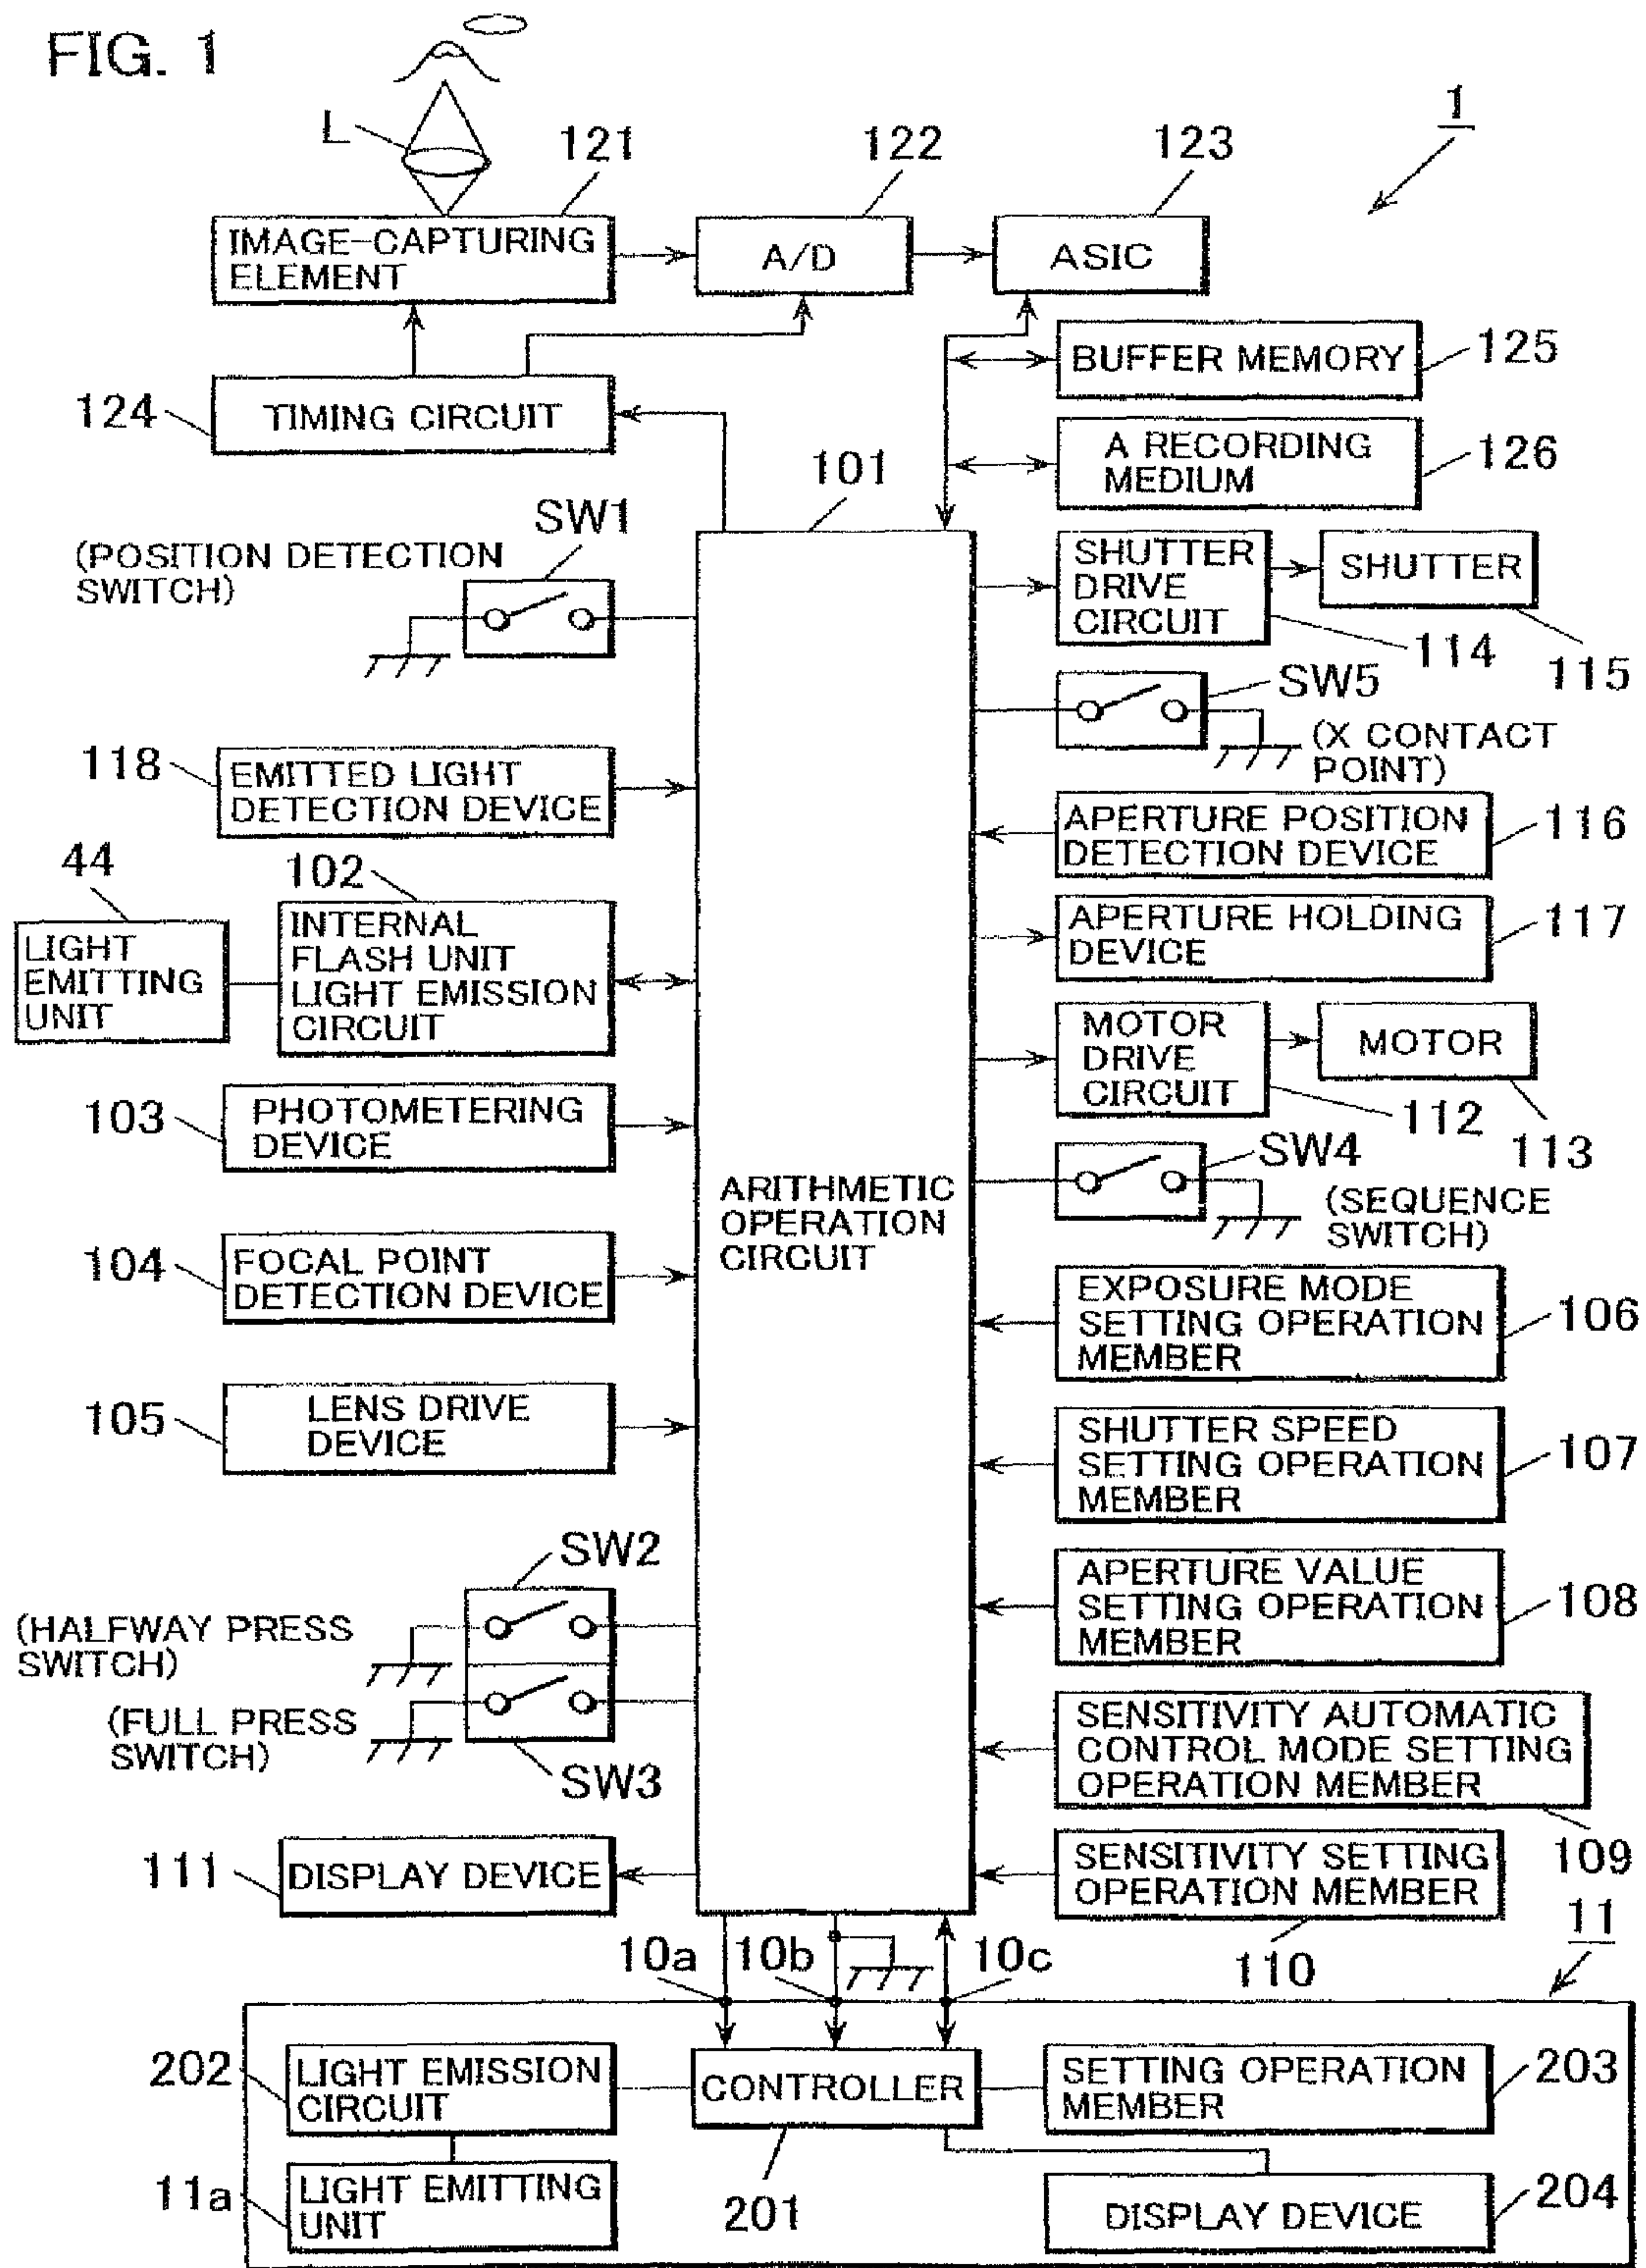 FIG. 1
1
L
121
122
123
IMAGE-CAPTURING
ELEMENT
A/D
ASIC
BUFFER MEMORY
125
124
TIMING CIRCUIT
A RECORDING
MEDIUM
126
101
SW1
(POSITION DETECTION
SWITCH)
SHUTTER
DRIVE
CIRCUIT
SHUTTER
114
115
SW5
(X CONTACT
POINT)
118
EMITTED LIGHT
DETECTION DEVICE
APERTURE POSITION
DETECTION DEVICE
116
44
102
LIGHT
EMITTING
UNIT
INTERNAL
FLASH UNIT
LIGHT EMISSION
CIRCUIT
APERTURE HOLDING
DEVICE
117
MOTOR
DRIVE
CIRCUIT
MOTOR
112
113
103
PHOTOMETERING
DEVICE
SW4
(SEQUENCE
SWITCH)
ARITHMETIC
OPERATION
CIRCUIT
104
FOCAL POINT
DETECTION DEVICE
EXPOSURE MODE
SETTING OPERATION
MEMBER
106
105
LENS DRIVE
DEVICE
SHUTTER SPEED
SETTING OPERATION
MEMBER
107
SW2
(HALFWAY PRESS
SWITCH)
APERTURE VALUE
SETTING OPERATION
MEMBER
108
(FULL PRESS
SWITCH)
SW3
SENSITIVITY AUTOMATIC
CONTROL MODE SETTING
OPERATION MEMBER
109
111
DISPLAY DEVICE
SENSITIVITY SETTING
OPERATION MEMBER
110
11
10a
10b
10c
202
LIGHT EMISSION
CIRCUIT
CONTROLLER
SETTING OPERATION
MEMBER
203
11a
LIGHT EMITTING
UNIT
201
DISPLAY DEVICE
204